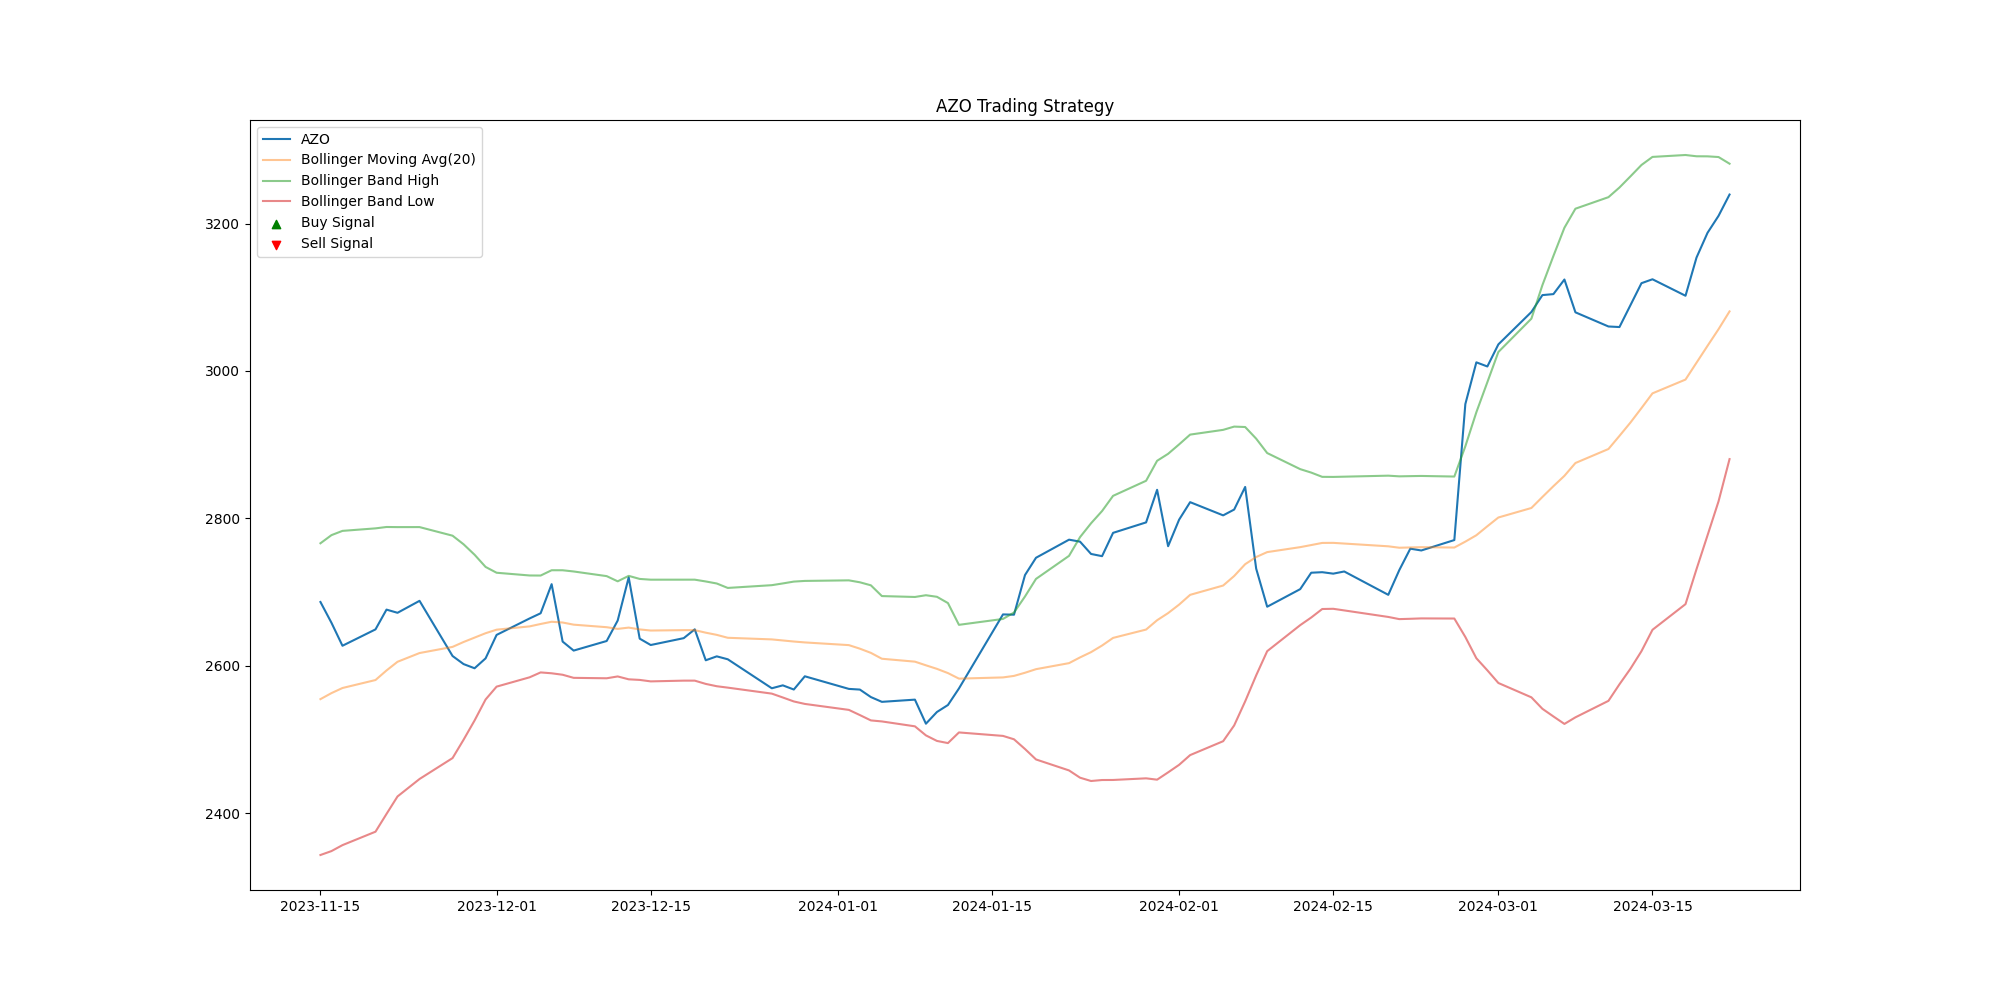 AZO Trading Strategy
AZO
Bollinger Moving Avg(20)
Bollinger Band High
Bollinger Band Low
Buy Signal
Sell Signal
3200
3000
2800
2600
2400
2023-11-15 2023-12-01 2023-12-15 2024-01-01 2024-01-15 2024-02-01 2024-02-15 2024-03-01 2024-03-15